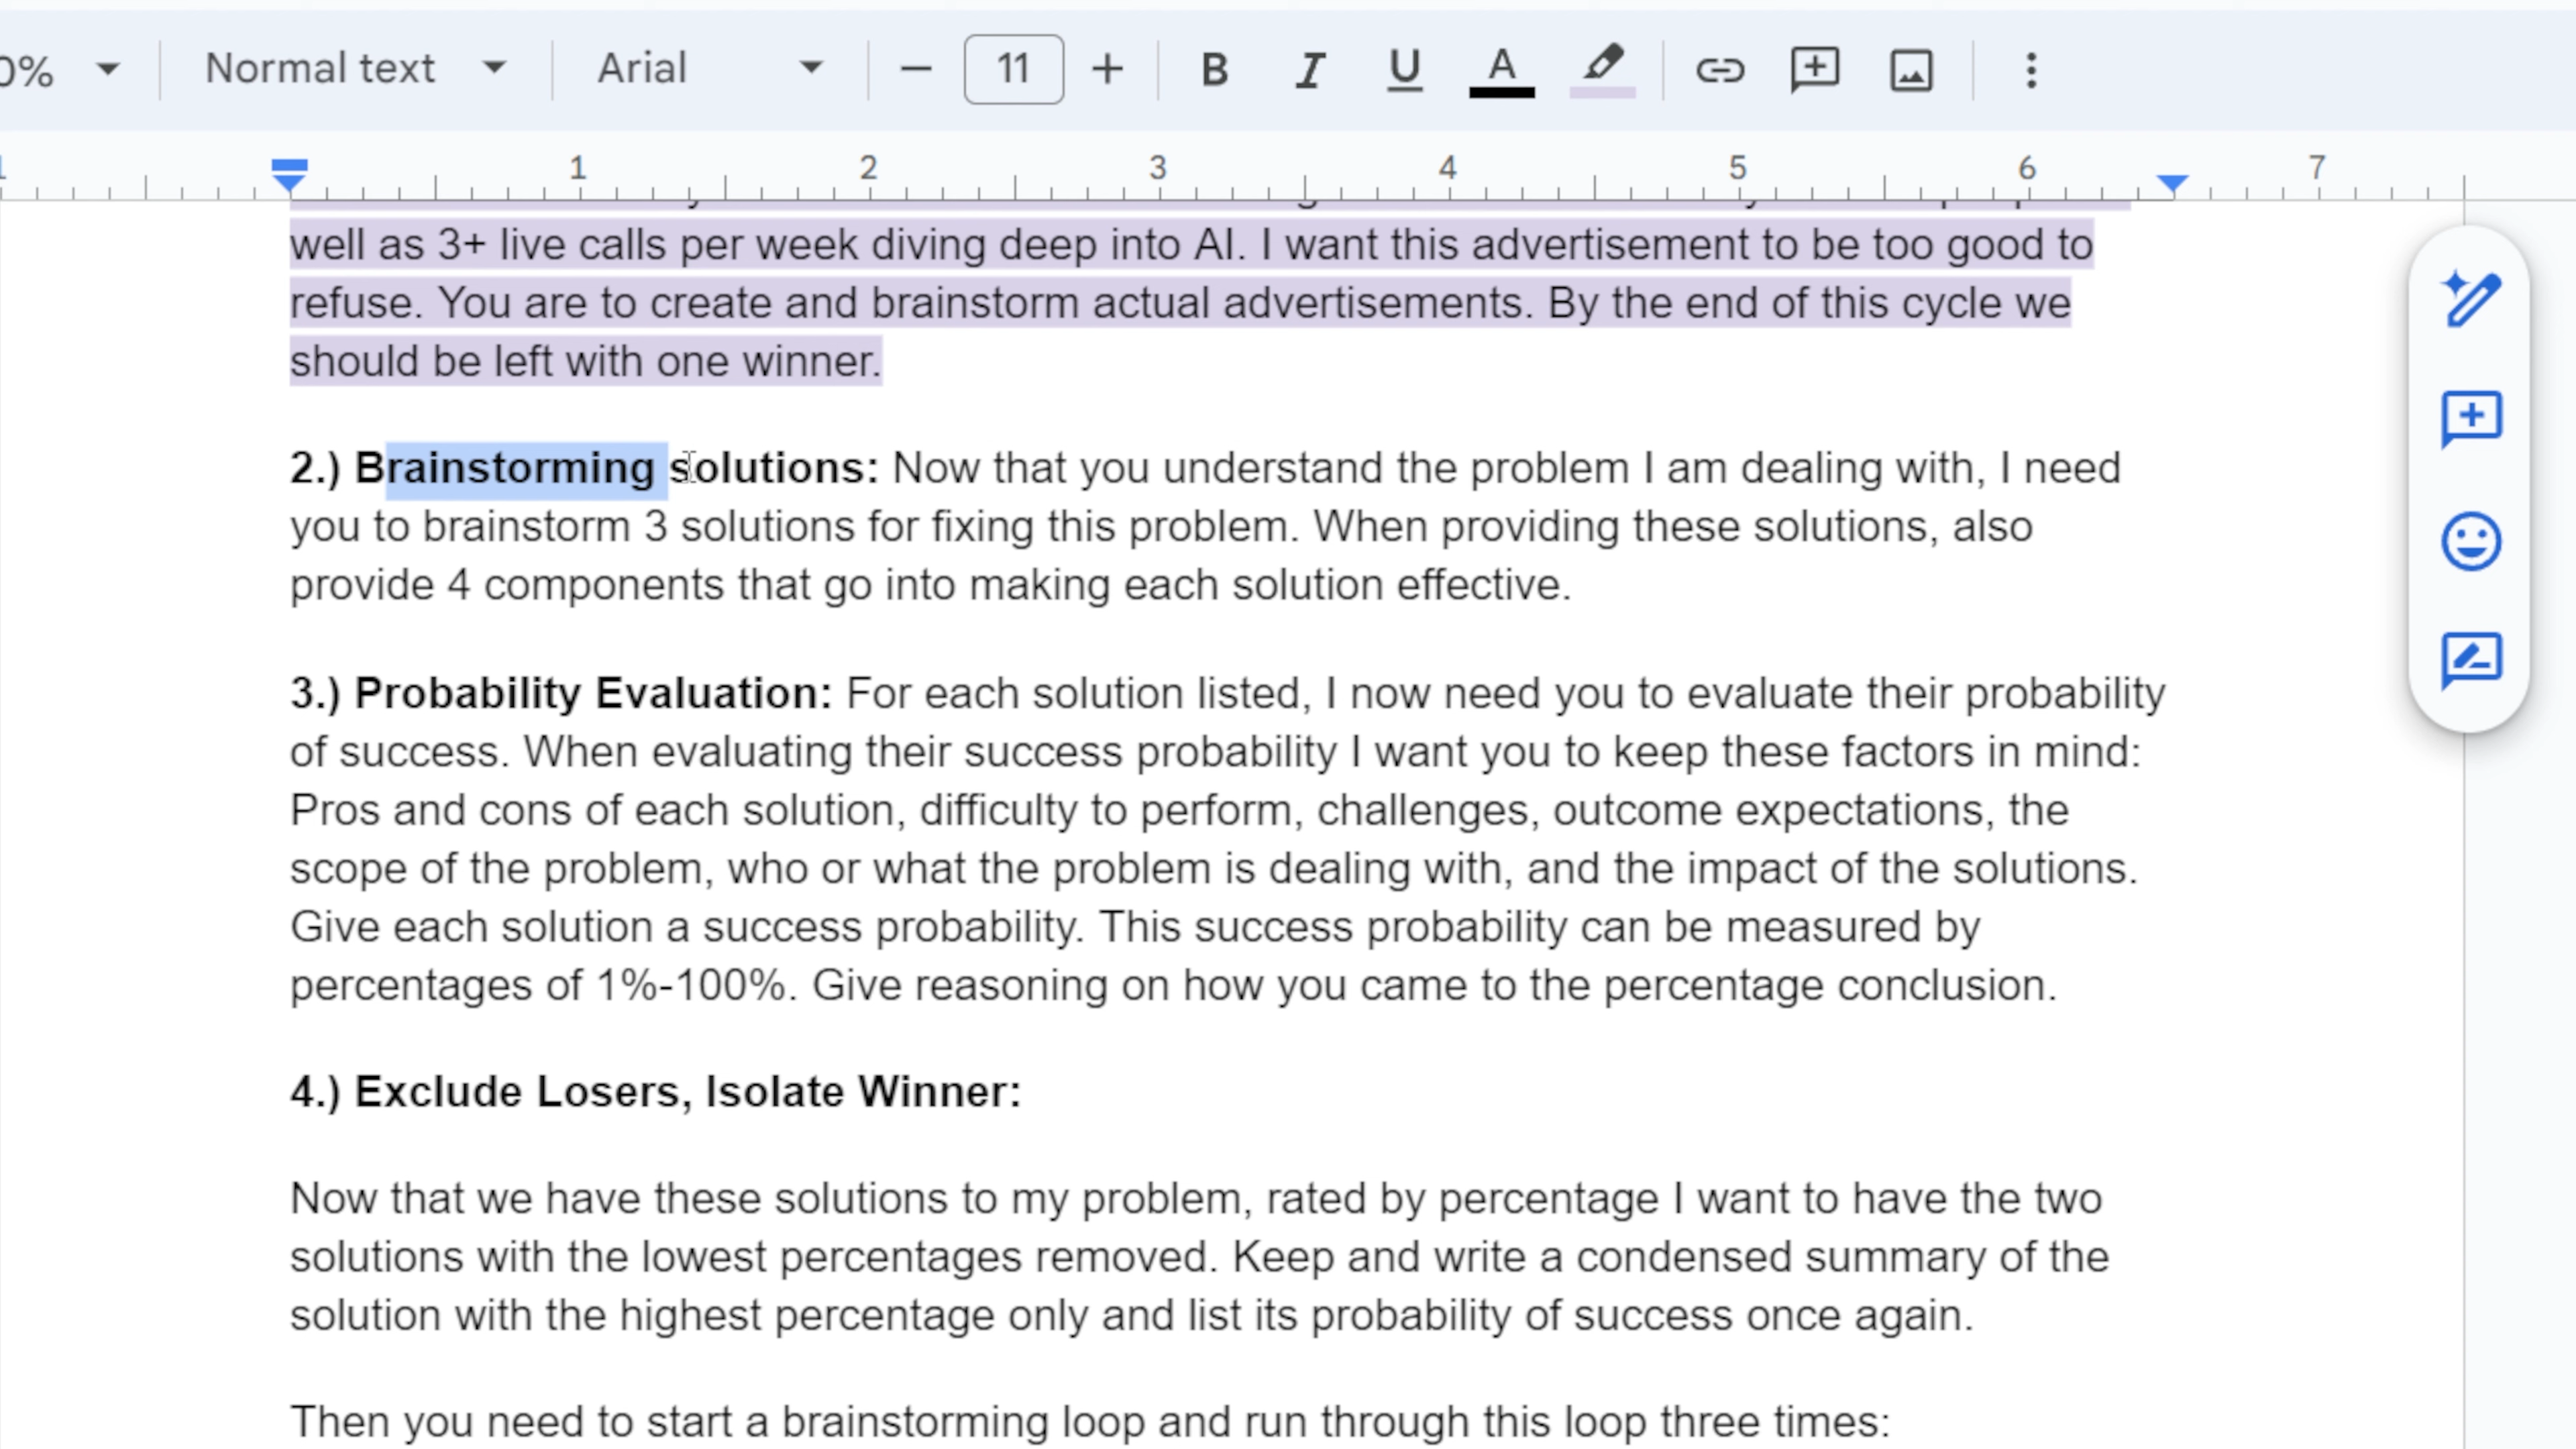 0% Normal text Arial 11 B I U A
1 1 2 3 4 5 6 7
well as 3+ live calls per week diving deep into AI. I want this advertisement to be too good to
refuse. You are to create and brainstorm actual advertisements. By the end of this cycle we
should be left with one winner.
2.) Brainstorming solutions: Now that you understand the problem I am dealing with, I need
you to brainstorm 3 solutions for fixing this problem. When providing these solutions, also
provide 4 components that go into making each solution effective.
3.) Probability Evaluation: For each solution listed, I now need you to evaluate their probability
of success. When evaluating their success probability I want you to keep these factors in mind:
Pros and cons of each solution, difficulty to perform, challenges, outcome expectations, the
scope of the problem, who or what the problem is dealing with, and the impact of the solutions.
Give each solution a success probability. This success probability can be measured by
percentages of 1%-100%. Give reasoning on how you came to the percentage conclusion.
4.) Exclude Losers, Isolate Winner:
Now that we have these solutions to my problem, rated by percentage I want to have the two
solutions with the lowest percentages removed. Keep and write a condensed summary of the
solution with the highest percentage only and list its probability of success once again.
Then you need to start a brainstorming loop and run through this loop three times: